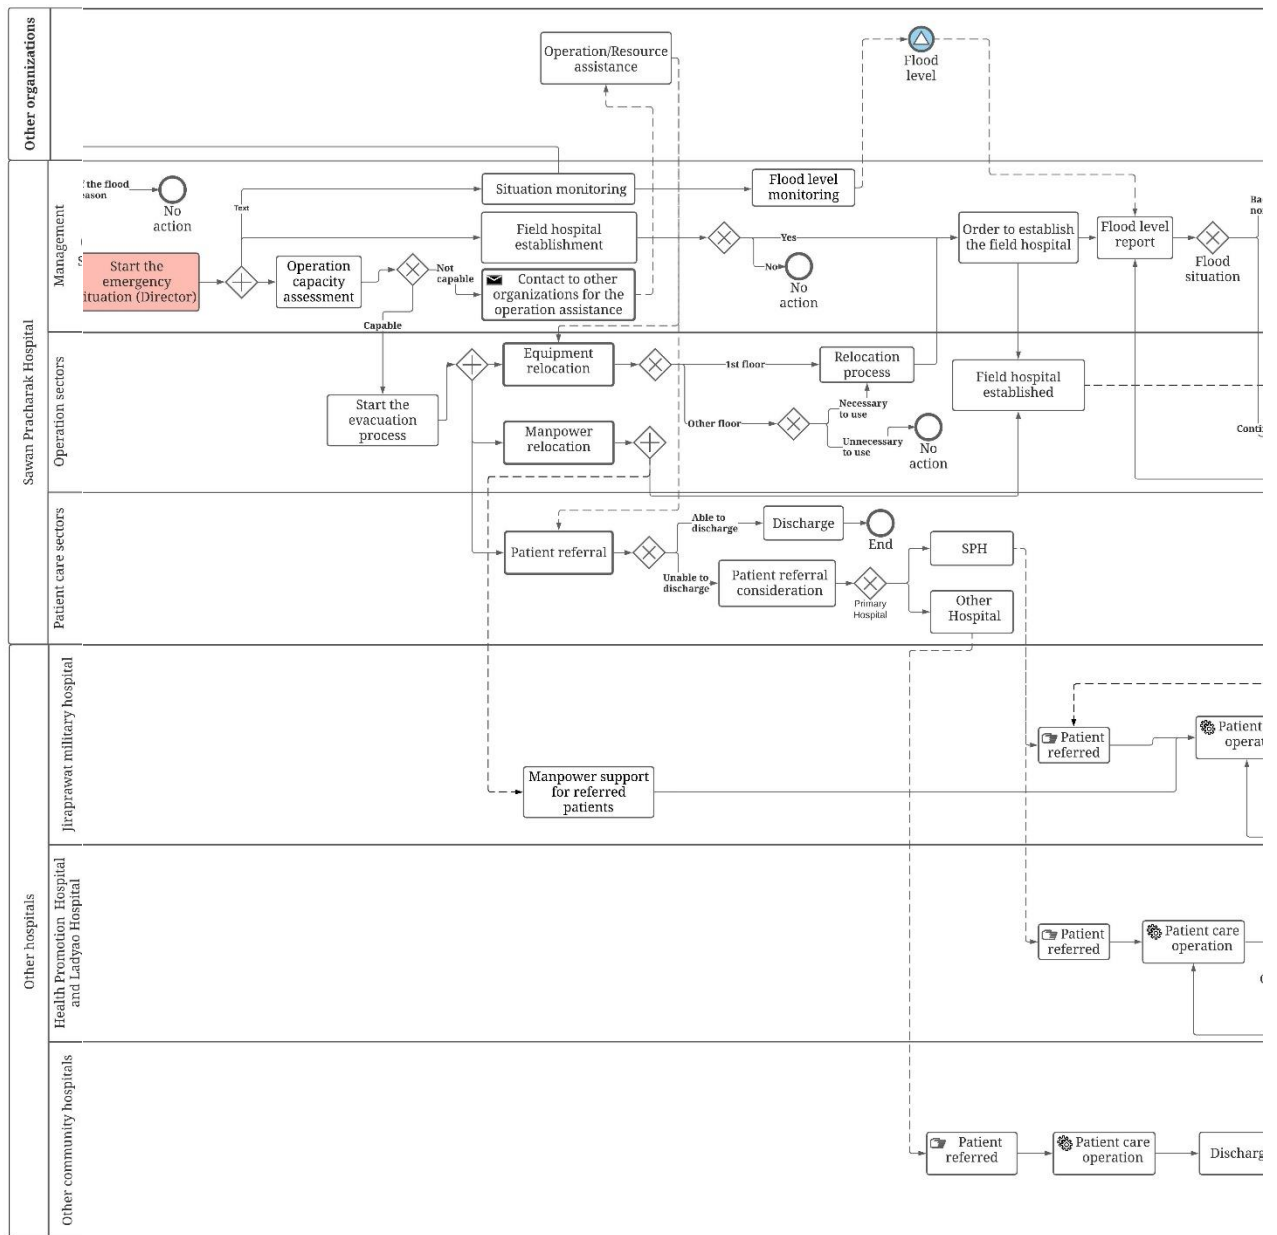 Other organizations
Operation/Resource
assistance
Flood
level
Sawan Pracharak Hospital
Management
f the flood
eason
No
action
Text
Situation monitoring
Flood level
monitoring
Field hospital
establishment
Yes
No
No
action
Order to establish
the field hospital
Flood level
report
Flood
situation
Ba
no
Start the
emergency
ituation (Director)
Operation
capacity
assessment
Not
capable
Contact to other
organizations for the
operation assistance
Capable
Operation sectors
Start the
evacuation
process
Equipment
relocation
1st floor
Relocation
process
Field hospital
established
Manpower
relocation
Other floor
Necessary
to use
Unnecessary
to use
No
action
Conti
Patient care sectors
Patient referral
Able to
discharge
Discharge
End
Unable to
discharge
Patient referral
consideration
Primary
Hospital
SPH
Other
Hospital
Other hospitals
Jiraprawat military hospital
Patient
referred
Patient
opera
Manpower support
for referred
patients
Health Promotion Hospital
and Ladyao Hospital
Patient
referred
Patient care
operation
Other community hospitals
Patient
referred
Patient care
operation
Discharg